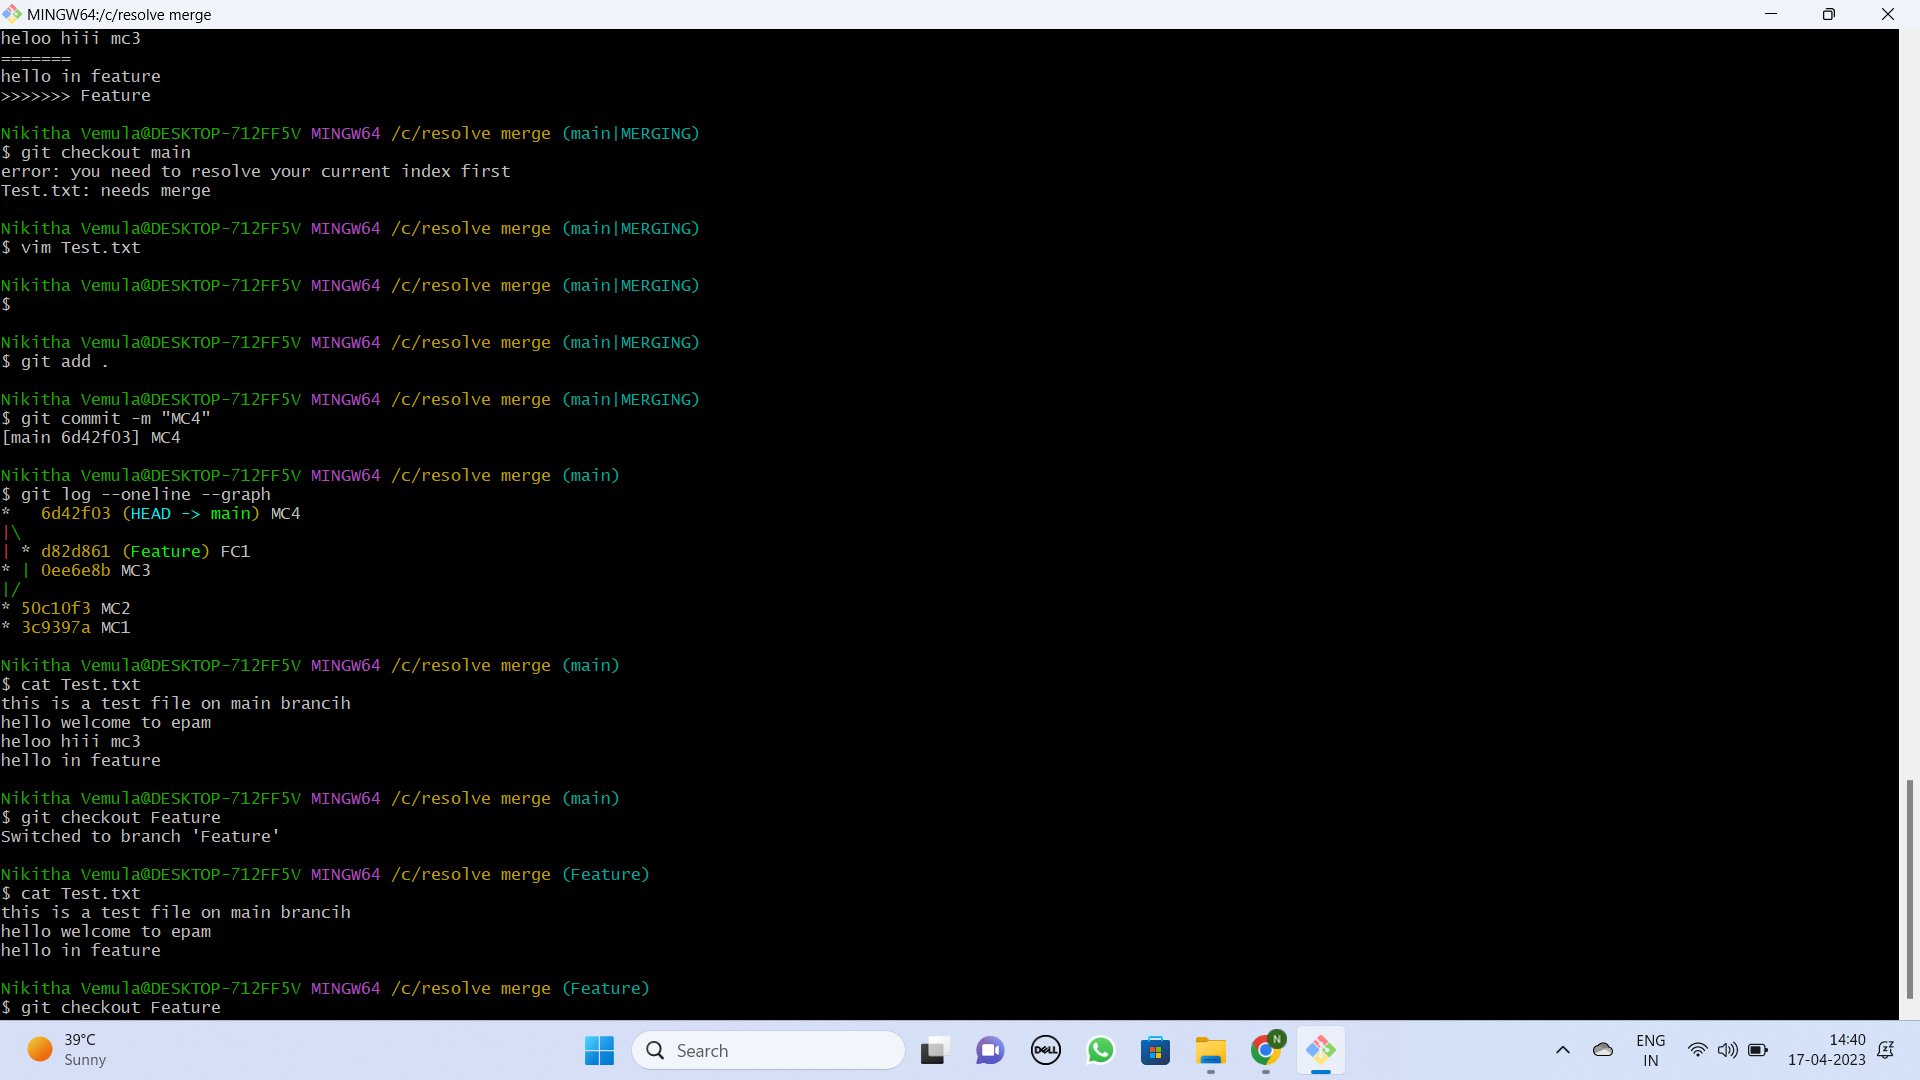 MINGW64:/c/resolve merge
heloo hiii mc3
=======
hello in feature
>>>>>>> Feature
Nikitha Vemula@DESKTOP-712FF5V MINGW64 /c/resolve merge (main|MERGING)
$ git checkout main
error: you need to resolve your current index first
Test.txt: needs merge
Nikitha Vemula@DESKTOP-712FF5V MINGW64 /c/resolve merge (main|MERGING)
$ vim Test.txt
Nikitha Vemula@DESKTOP-712FF5V MINGW64 /c/resolve merge (main|MERGING)
$
Nikitha Vemula@DESKTOP-712FF5V MINGW64 /c/resolve merge (main|MERGING)
$ git add .
Nikitha Vemula@DESKTOP-712FF5V MINGW64 /c/resolve merge (main|MERGING)
$ git commit -m "MC4"
[main 6d42f03] MC4
Nikitha Vemula@DESKTOP-712FF5V MINGW64 /c/resolve merge (main)
$ git log --oneline --graph
*   6d42f03 (HEAD -> main) MC4
|\
| * d82d861 (Feature) FC1
* | 0ee6e8b MC3
|/
* 50c10f3 MC2
* 3c9397a MC1
Nikitha Vemula@DESKTOP-712FF5V MINGW64 /c/resolve merge (main)
$ cat Test.txt
this is a test file on main brancih
hello welcome to epam
heloo hiii mc3
hello in feature
Nikitha Vemula@DESKTOP-712FF5V MINGW64 /c/resolve merge (main)
$ git checkout Feature
Switched to branch 'Feature'
Nikitha Vemula@DESKTOP-712FF5V MINGW64 /c/resolve merge (Feature)
$ cat Test.txt
this is a test file on main brancih
hello welcome to epam
hello in feature
Nikitha Vemula@DESKTOP-712FF5V MINGW64 /c/resolve merge (Feature)
$ git checkout Feature
39°C
Sunny
Search
DELL
N
ENG
IN
14:40
17-04-2023